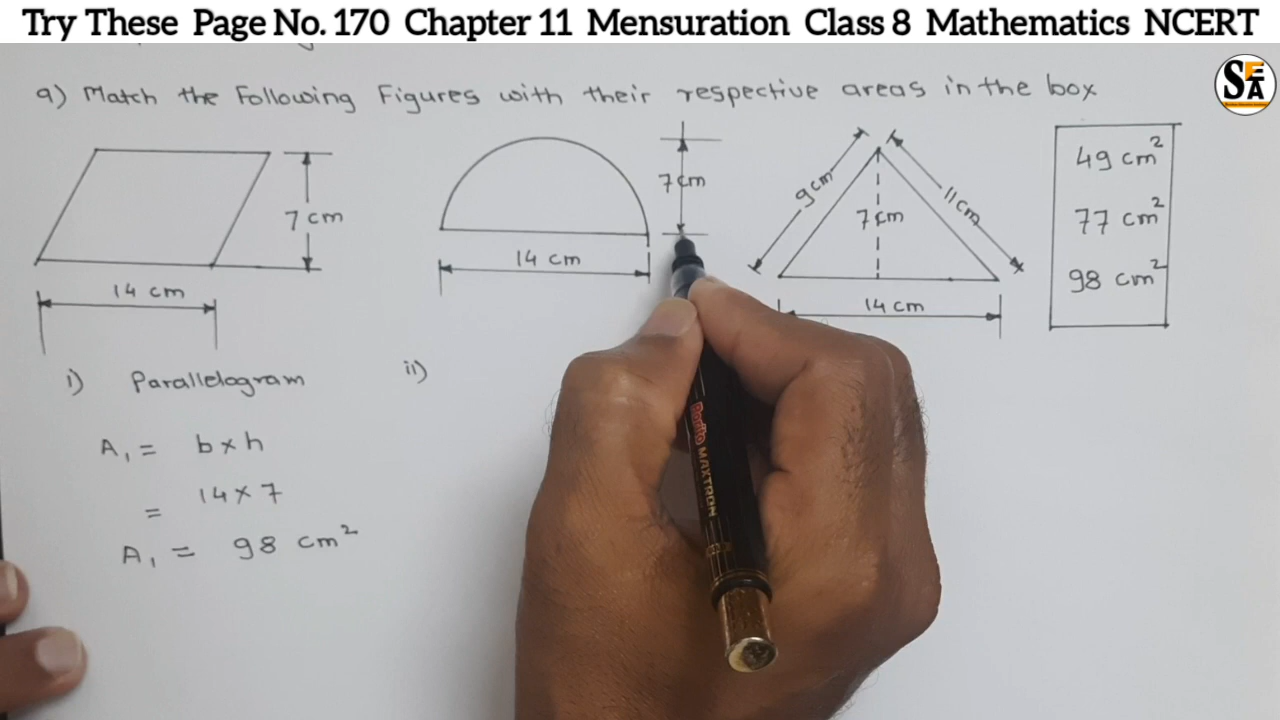 Try These Page No. 170 Chapter 11 Mensuration Class 8 Mathematics NCERT
SFEA
a) Match the Following Figures with their respective areas in the box
7 cm
14 cm
7 cm
14 cm
9 cm
7 cm
11 cm
14 cm
49 cm²
77 cm²
98 cm²
i) Parallelogram
A₁ = b × h
= 14 × 7
A₁ = 98 cm²
ii)
MAXTRON